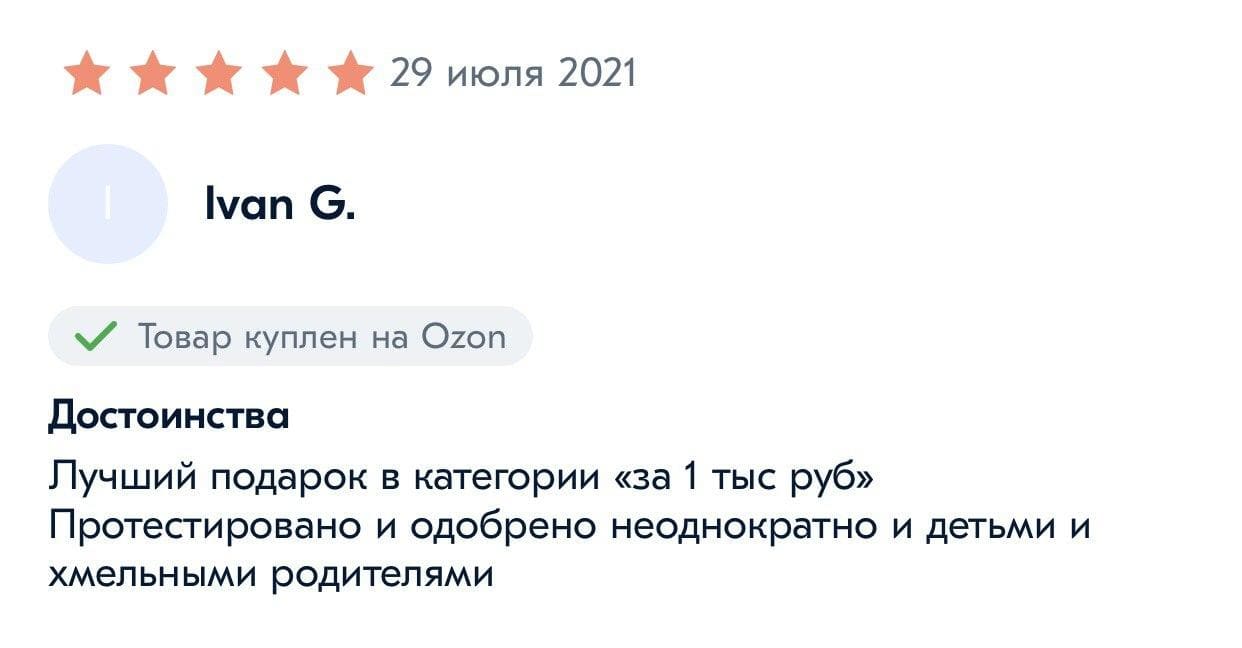 29 июля 2021
I
Ivan G.
Товар куплен на Ozon
Достоинства
Лучший подарок в категории «за 1 тыс руб»
Протестировано и одобрено неоднократно и детьми и
хмельными родителями